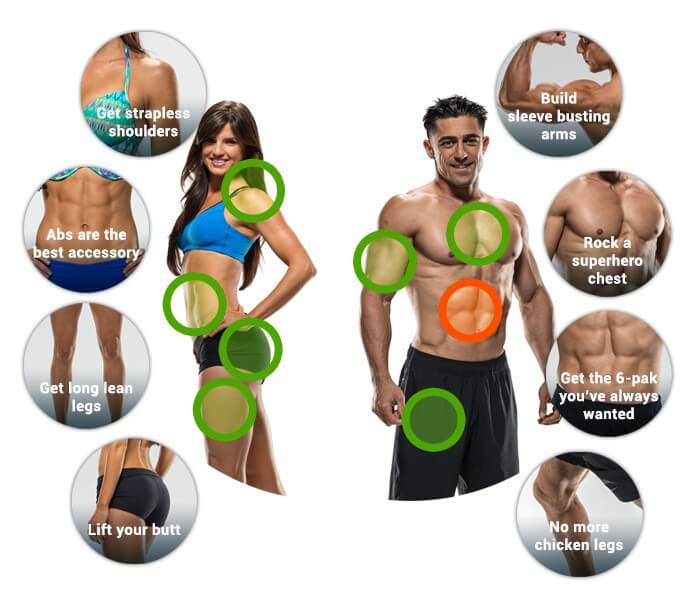 Get strapless
shoulders
Abs are the
best accessory
Get long lean
legs
Lift your butt
Build
sleeve busting
arms
Rock a
superhero
chest
Get the 6-pak
you've always
wanted
No more
chicken legs